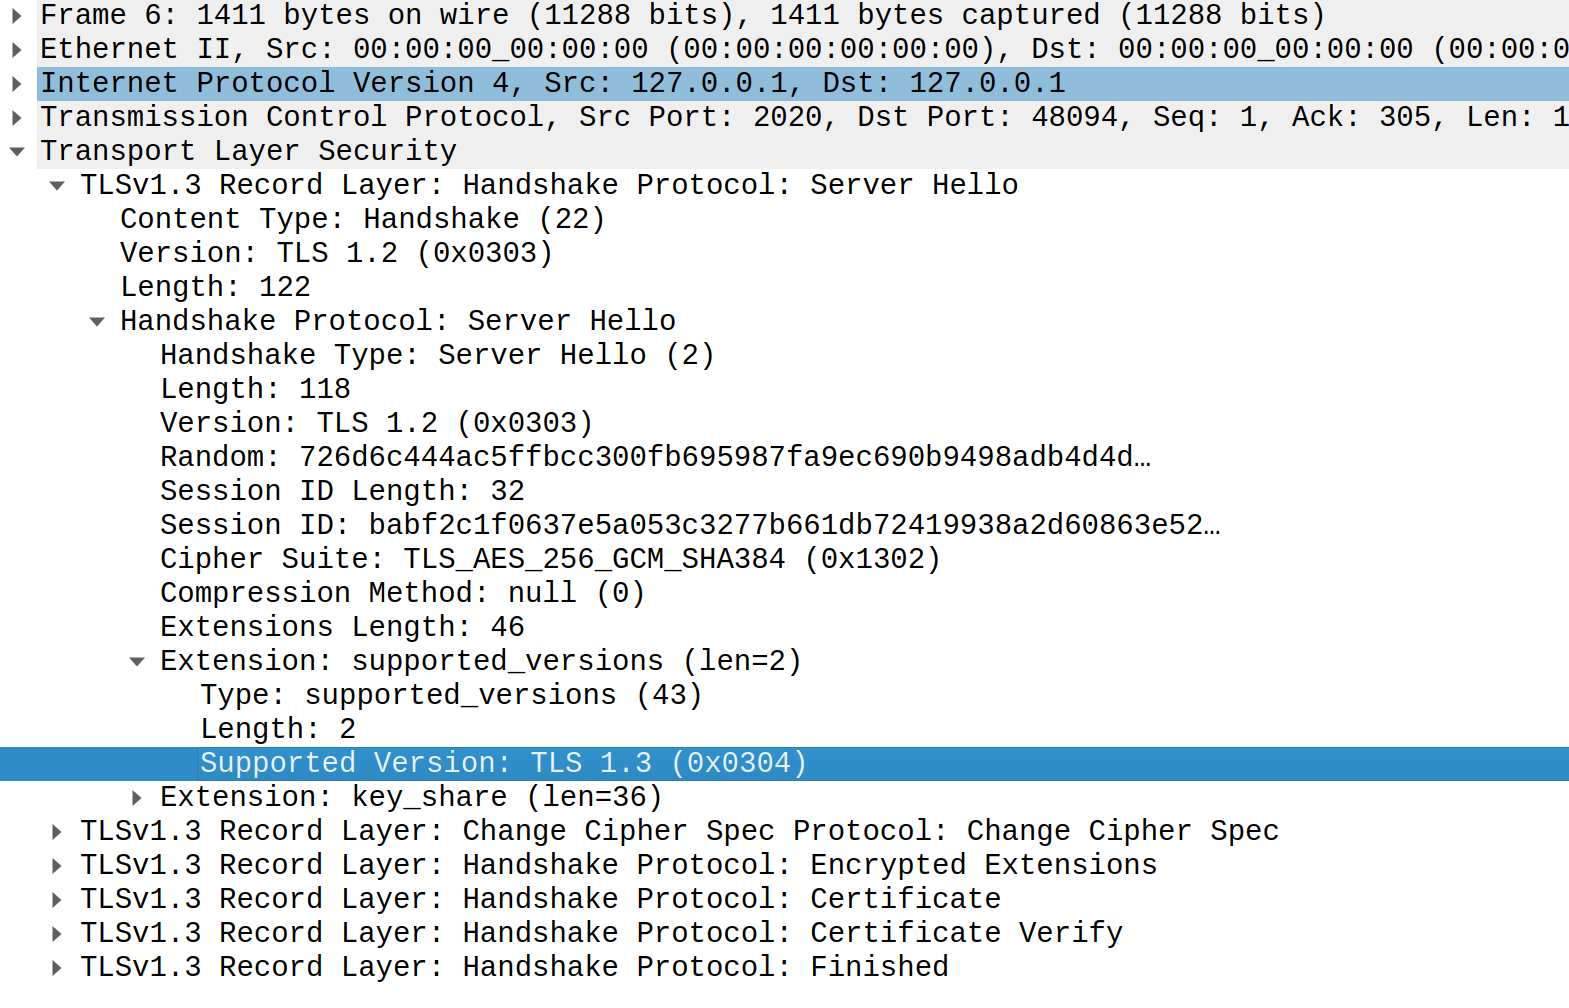 Frame 6: 1411 bytes on wire (11288 bits), 1411 bytes captured (11288 bits)
Ethernet II, Src: 00:00:00_00:00:00 (00:00:00:00:00:00), Dst: 00:00:00_00:00:00 (00:00:0
Internet Protocol Version 4, Src: 127.0.0.1, Dst: 127.0.0.1
Transmission Control Protocol, Src Port: 2020, Dst Port: 48094, Seq: 1, Ack: 305, Len: 1
Transport Layer Security
TLSv1.3 Record Layer: Handshake Protocol: Server Hello
Content Type: Handshake (22)
Version: TLS 1.2 (0x0303)
Length: 122
Handshake Protocol: Server Hello
Handshake Type: Server Hello (2)
Length: 118
Version: TLS 1.2 (0x0303)
Random: 726d6c444ac5ffbcc300fb695987fa9ec690b9498adb4d4d…
Session ID Length: 32
Session ID: babf2c1f0637e5a053c3277b661db72419938a2d60863e52…
Cipher Suite: TLS_AES_256_GCM_SHA384 (0x1302)
Compression Method: null (0)
Extensions Length: 46
Extension: supported_versions (len=2)
Type: supported_versions (43)
Length: 2
Supported Version: TLS 1.3 (0x0304)
Extension: key_share (len=36)
TLSv1.3 Record Layer: Change Cipher Spec Protocol: Change Cipher Spec
TLSv1.3 Record Layer: Handshake Protocol: Encrypted Extensions
TLSv1.3 Record Layer: Handshake Protocol: Certificate
TLSv1.3 Record Layer: Handshake Protocol: Certificate Verify
TLSv1.3 Record Layer: Handshake Protocol: Finished